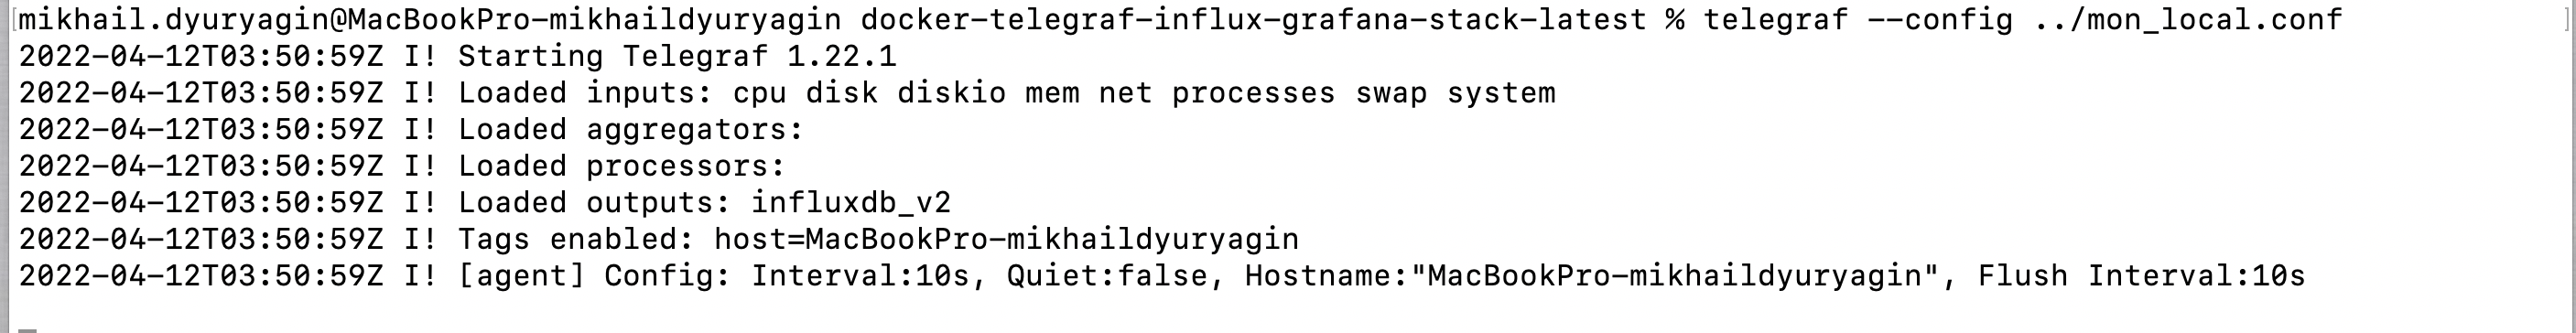 [mikhail.dyuryagin@MacBookPro-mikhaildyuryagin docker-telegraf-influx-grafana-stack-latest % telegraf --config ../mon_local.conf ]
2022-04-12T03:50:59Z I! Starting Telegraf 1.22.1
2022-04-12T03:50:59Z I! Loaded inputs: cpu disk diskio mem net processes swap system
2022-04-12T03:50:59Z I! Loaded aggregators:
2022-04-12T03:50:59Z I! Loaded processors:
2022-04-12T03:50:59Z I! Loaded outputs: influxdb_v2
2022-04-12T03:50:59Z I! Tags enabled: host=MacBookPro-mikhaildyuryagin
2022-04-12T03:50:59Z I! [agent] Config: Interval:10s, Quiet:false, Hostname:"MacBookPro-mikhaildyuryagin", Flush Interval:10s